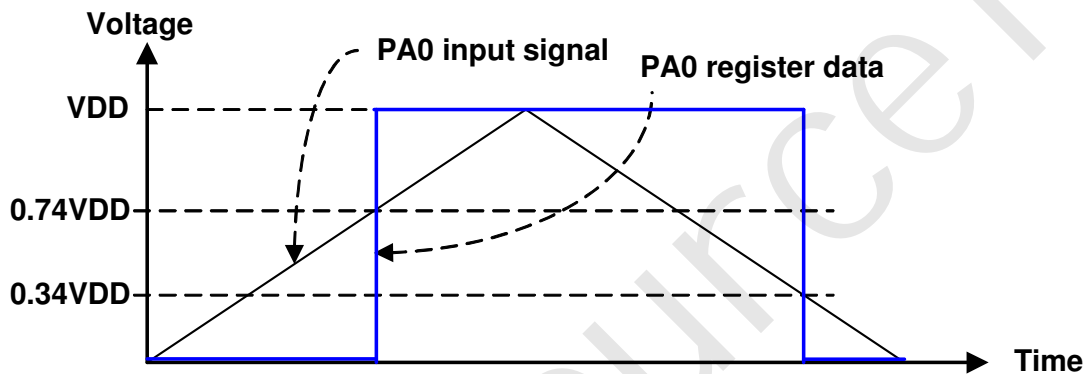 Voltage
PA0 input signal
PA0 register data
VDD
0.74VDD
0.34VDD
Time